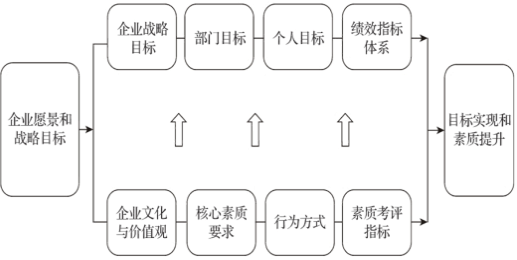 企业战略
目标
部门目标
个人目标
绩效指标
体系
企业愿景和
战略目标
目标实现和
素质提升
企业文化
与价值观
核心素质
要求
行为方式
素质考评
指标